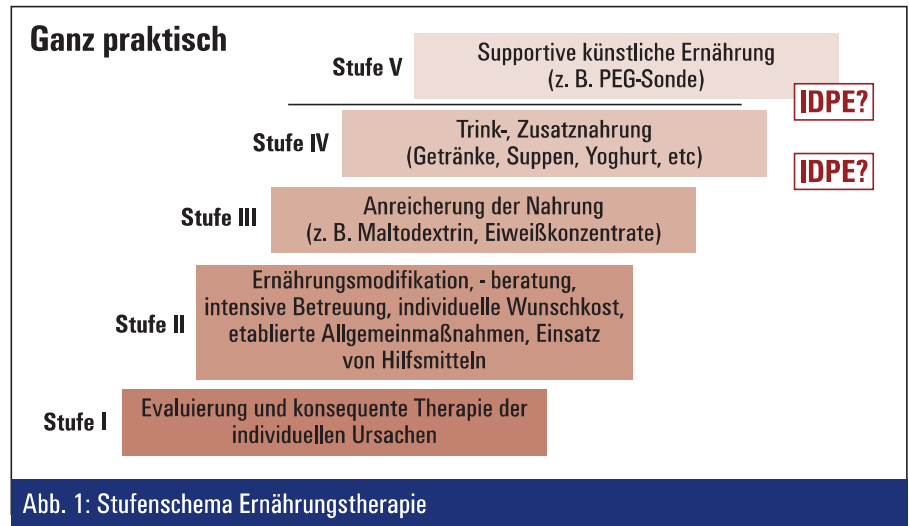 Ganz praktisch
Stufe V
Supportive künstliche Ernährung
(z. B. PEG-Sonde)
IDPE?
Stufe IV
Trink-, Zusatznahrung
(Getränke, Suppen, Yoghurt, etc)
IDPE?
Stufe III
Anreicherung der Nahrung
(z. B. Maltodextrin, Eiweißkonzentrate)
Stufe II
Ernährungsmodifikation, - beratung,
intensive Betreuung, individuelle Wunschkost,
etablierte Allgemeinmaßnahmen, Einsatz
von Hilfsmitteln
Stufe I
Evaluierung und konsequente Therapie der
individuellen Ursachen
Abb. 1: Stufenschema Ernährungstherapie